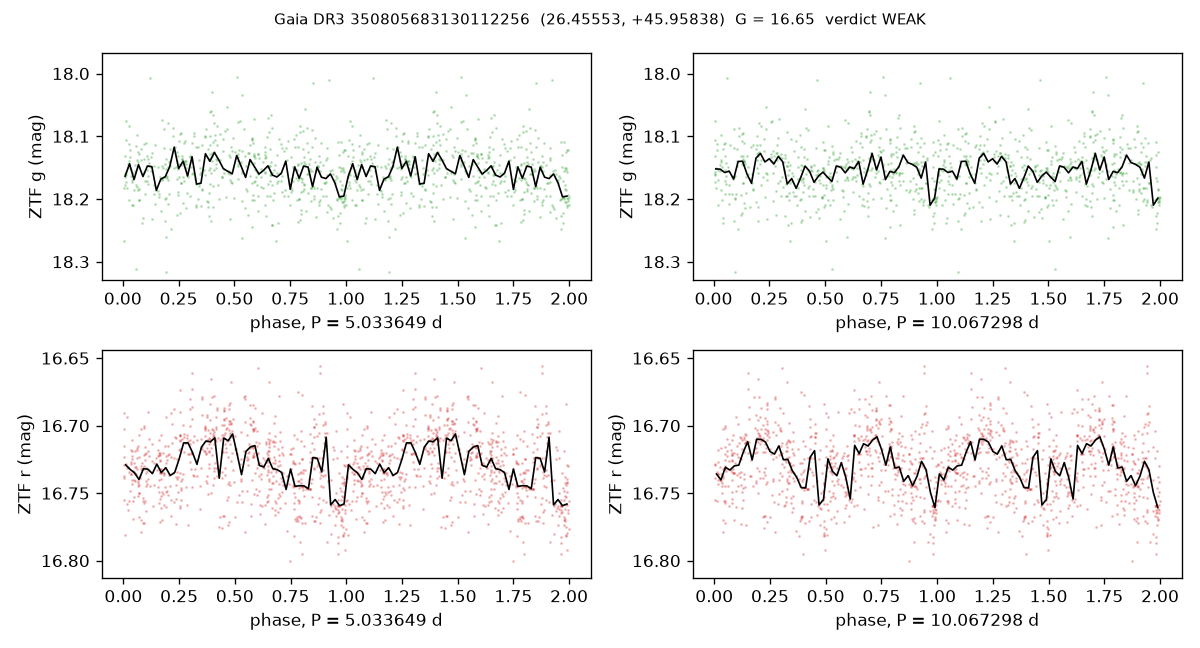 Gaia DR3 350805683130112256 (26.45553, +45.95838) G = 16.65 verdict WEAK
ZTF g (mag)
18.0
18.1
18.2
18.3
0.00 0.25 0.50 0.75 1.00 1.25 1.50 1.75 2.00
phase, P = 5.033649 d
ZTF g (mag)
18.0
18.1
18.2
18.3
0.00 0.25 0.50 0.75 1.00 1.25 1.50 1.75 2.00
phase, P = 10.067298 d
ZTF r (mag)
16.65
16.70
16.75
16.80
0.00 0.25 0.50 0.75 1.00 1.25 1.50 1.75 2.00
phase, P = 5.033649 d
ZTF r (mag)
16.65
16.70
16.75
16.80
0.00 0.25 0.50 0.75 1.00 1.25 1.50 1.75 2.00
phase, P = 10.067298 d